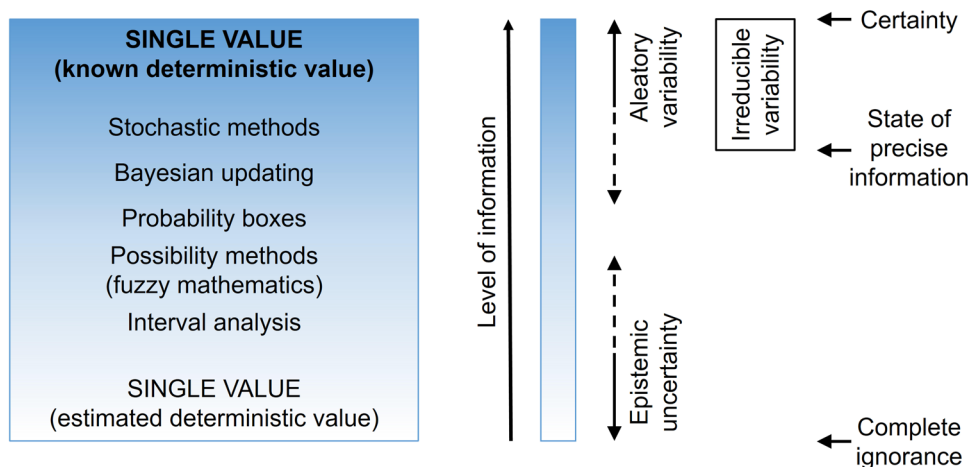 SINGLE VALUE
(known deterministic value)
Stochastic methods
Bayesian updating
Probability boxes
Possibility methods
(fuzzy mathematics)
Interval analysis
SINGLE VALUE
(estimated deterministic value)
Level of information
Aleatory
variability
Epistemic
uncertainty
Irreducible
variability
Certainty
State of
precise
information
Complete
ignorance